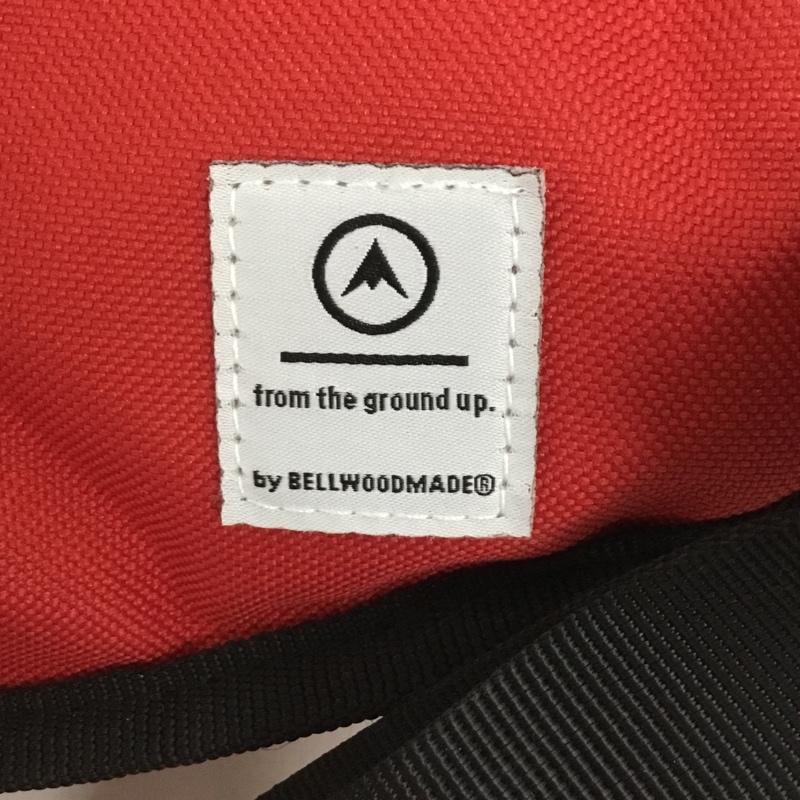 from the ground up.
by BELLWOODMADE®